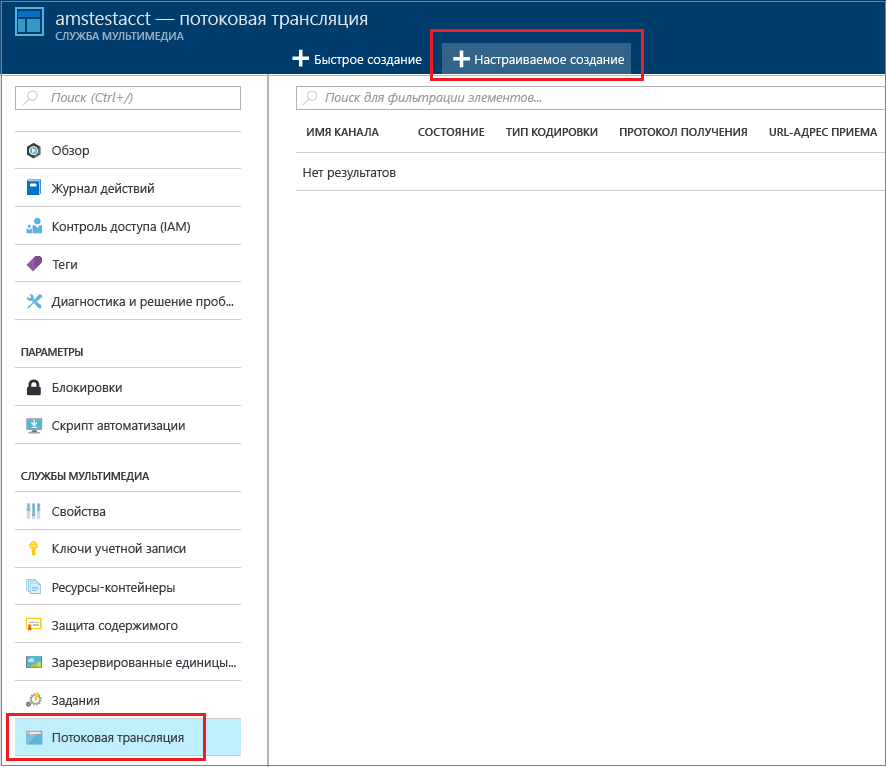 amstestacct — потоковая трансляция
СЛУЖБА МУЛЬТИМЕДИА
Быстрое создание Настраиваемое создание
Поиск (Ctrl+/)
Обзор
Журнал действий
Контроль доступа (IAM)
Теги
Диагностика и решение проб...
ПАРАМЕТРЫ
Блокировки
Скрипт автоматизации
СЛУЖБЫ МУЛЬТИМЕДИА
Свойства
Ключи учетной записи
Ресурсы-контейнеры
Защита содержимого
Зарезервированные единицы...
Задания
Потоковая трансляция
Поиск для фильтрации элементов...
ИМЯ КАНАЛА СОСТОЯНИЕ ТИП КОДИРОВКИ ПРОТОКОЛ ПОЛУЧЕНИЯ URL-АДРЕС ПРИЕМА
Нет результатов